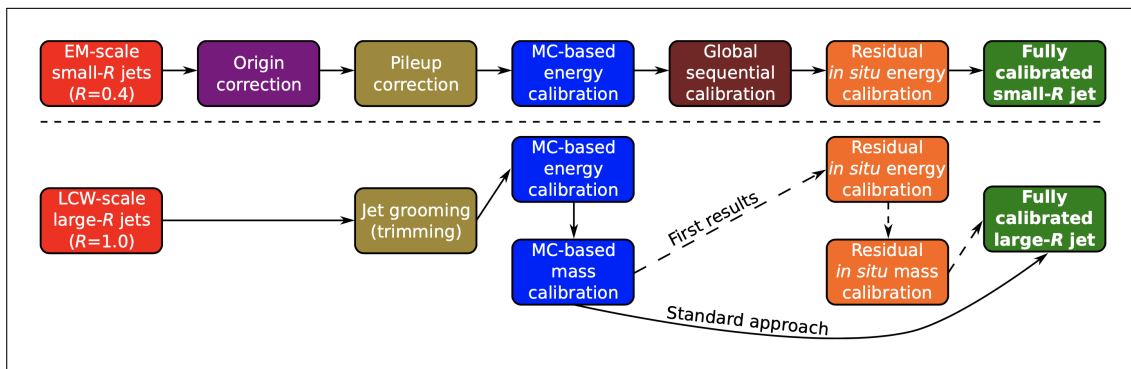 EM-scale
small-R jets
(R=0.4)
Origin
correction
Pileup
correction
MC-based
energy
calibration
Global
sequential
calibration
Residual
in situ energy
calibration
Fully
calibrated
small-R jet
LCW-scale
large-R jets
(R=1.0)
Jet grooming
(trimming)
MC-based
energy
calibration
MC-based
mass
calibration
First results
Standard approach
Residual
in situ energy
calibration
Residual
in situ mass
calibration
Fully
calibrated
large-R jet